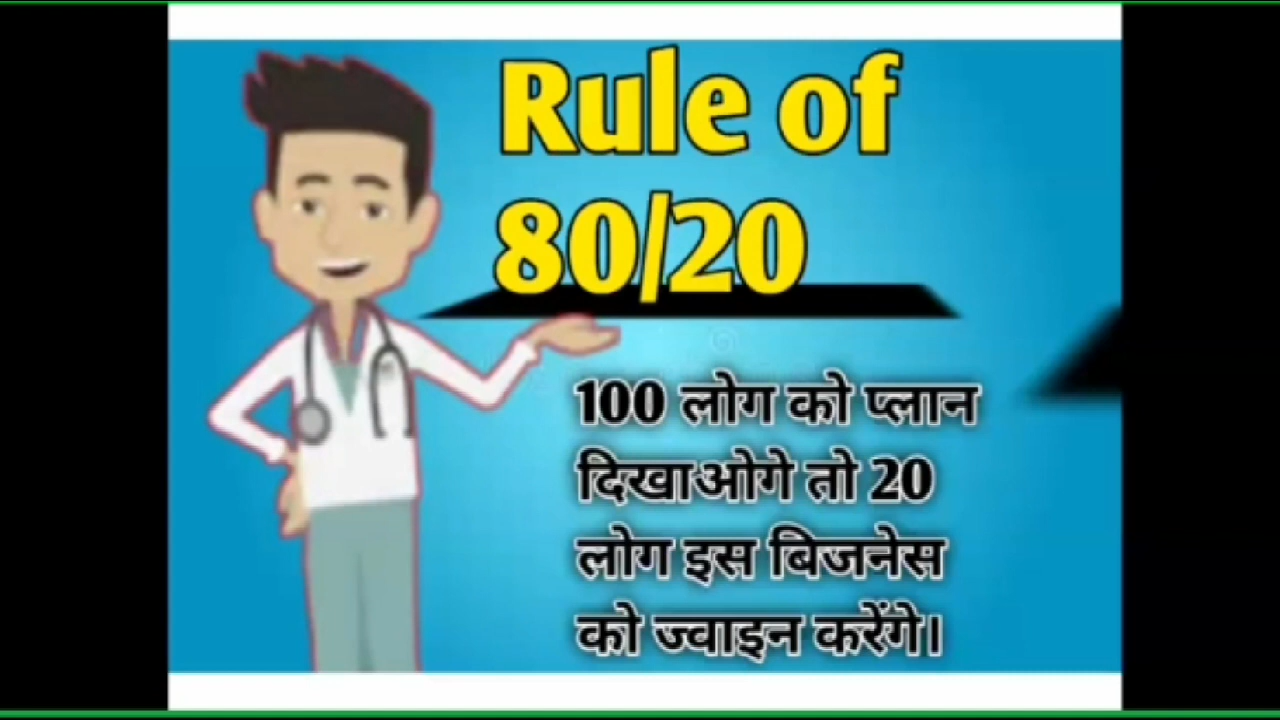 Rule of
80/20
100 लोग को प्लान
दिखाओगे तो 20
लोग इस बिजनेस
को ज्वाइन करेंगे।